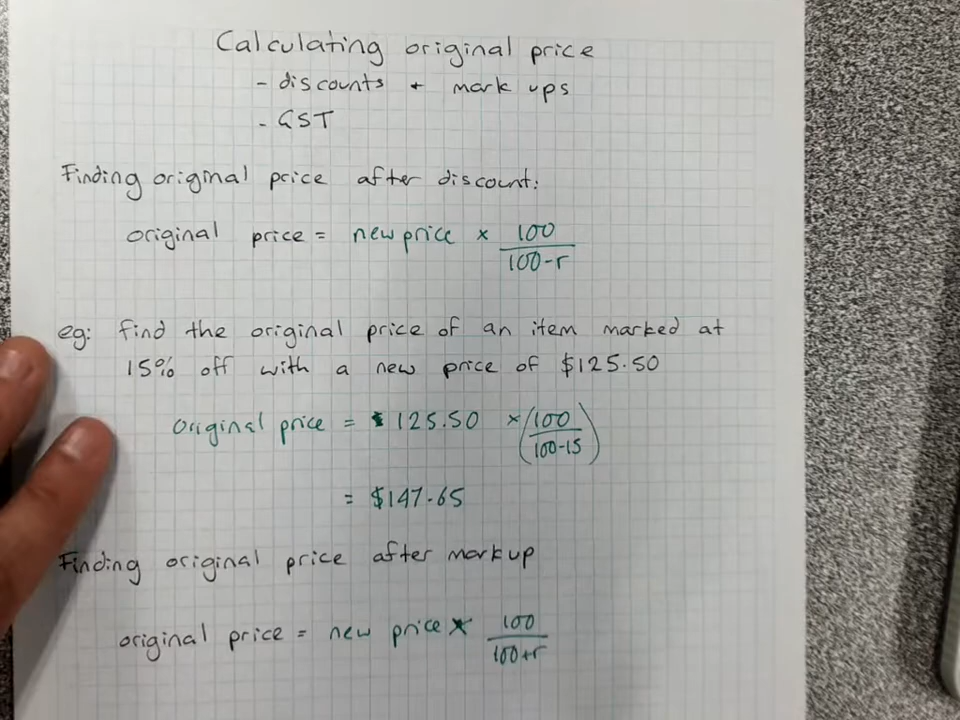 Calculating original price
- discounts + mark ups
- GST
Finding original price after discount:
original price = new price × 100/100-r
eg: find the original price of an item marked at
15% off with a new price of $125.50
original price = $125.50 × (100/100-15)
= $147.65
Finding original price after markup
original price = new price × 100/100+r